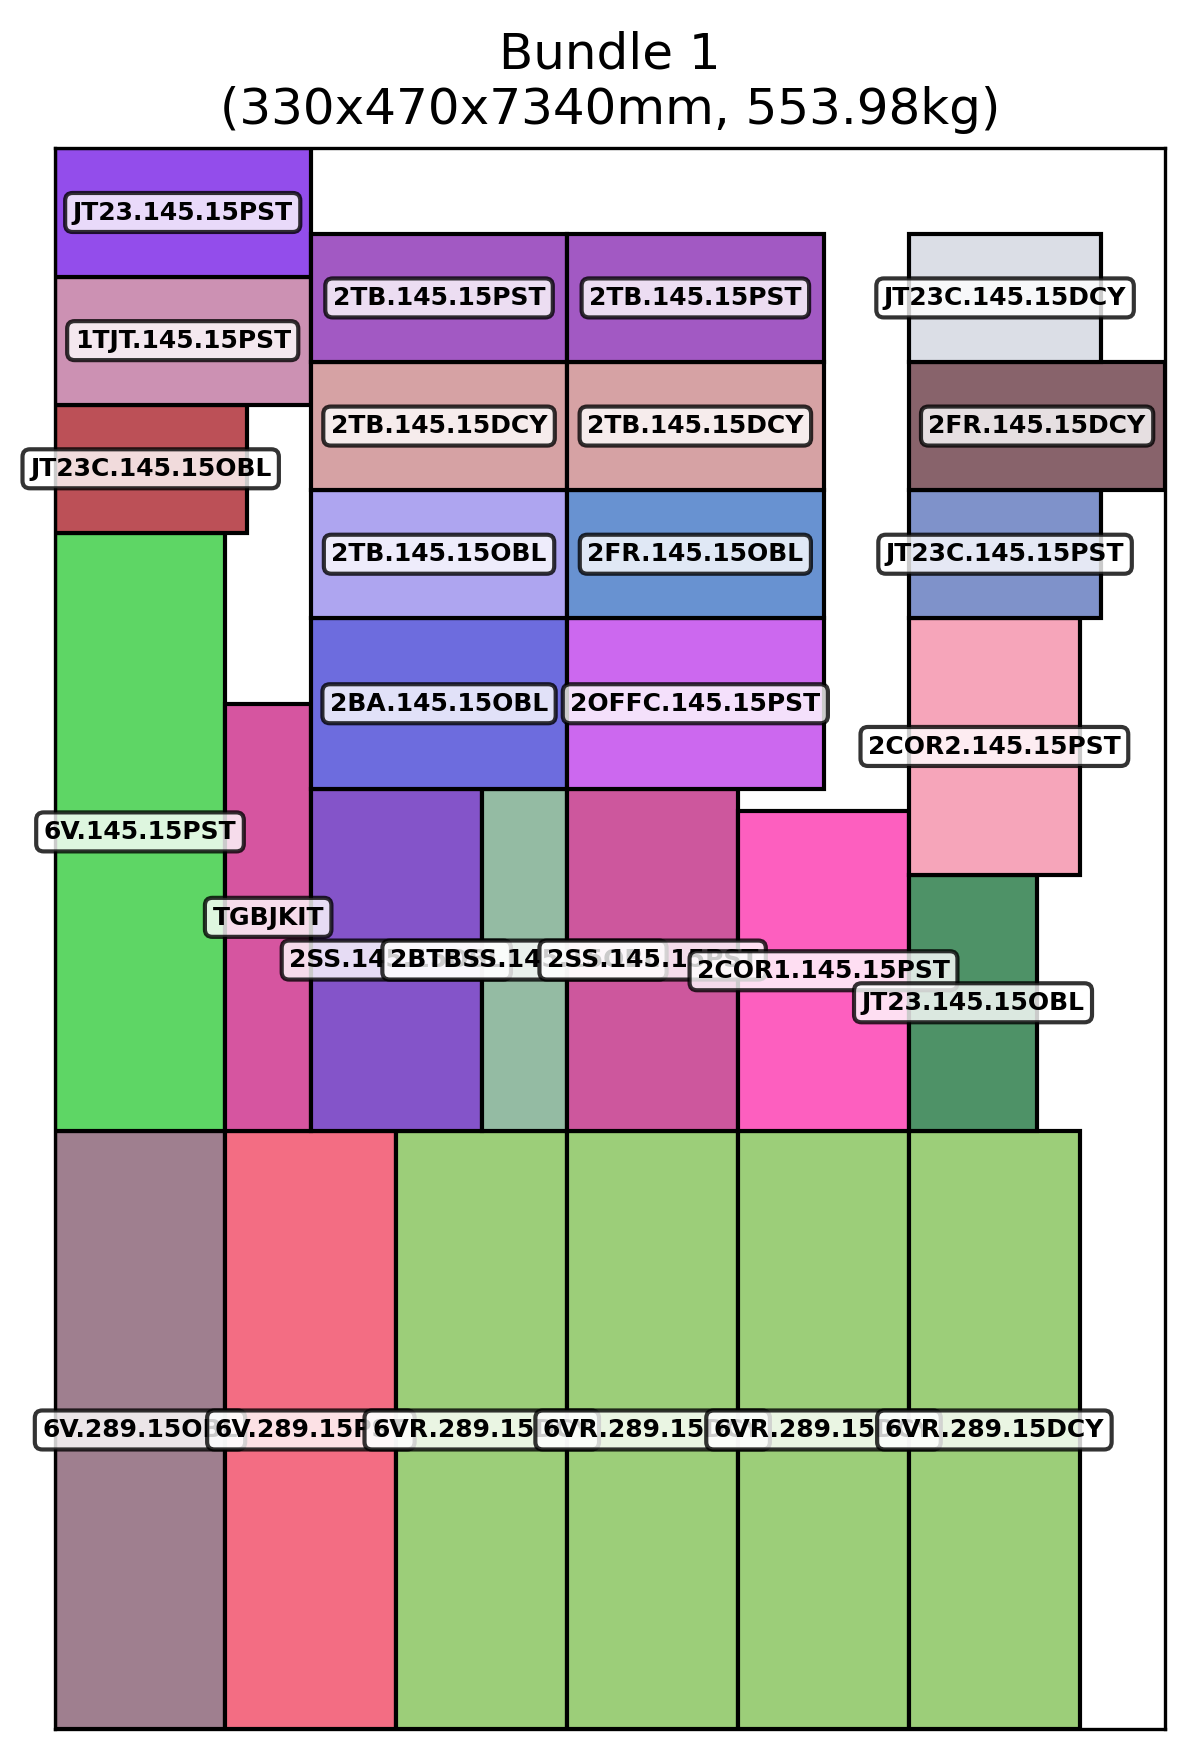 Bundle 1
(330x470x7340mm, 553.98kg)
JT23.145.15PST
2TB.145.15PST
2TB.145.15PST
JT23C.145.15DCY
1TJT.145.15PST
2TB.145.15DCY
2TB.145.15DCY
2FR.145.15DCY
JT23C.145.15OBL
2TB.145.15OBL
2FR.145.15OBL
JT23C.145.15PST
2BA.145.15OBL
2OFFC.145.15PST
2COR2.145.15PST
6V.145.15PST
TGBJKIT
2SS.14
2BTBSS.14
2SS.145.1
2COR1.145.15PST
JT23.145.15OBL
6V.289.15O
6V.289.15P
6VR.289.15
6VR.289.15
6VR.289.15
6VR.289.15DCY